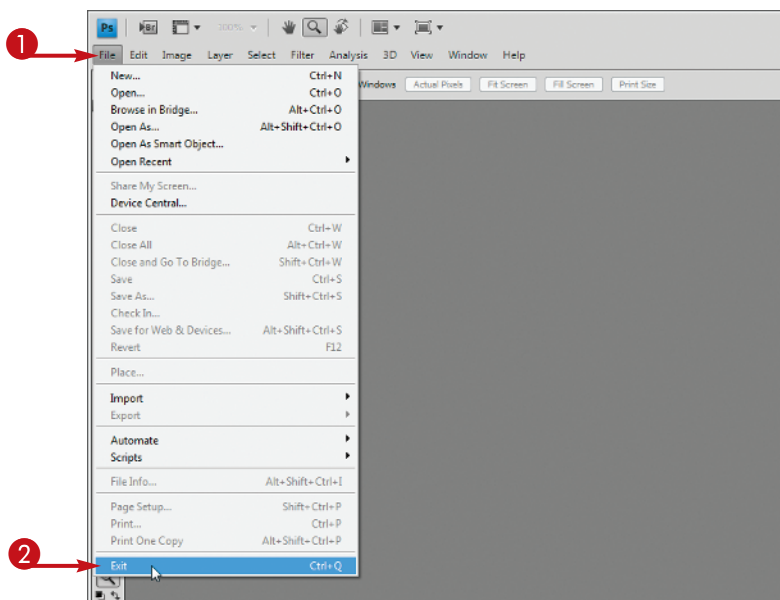 Ps Br 100%
1
File Edit Image Layer Select Filter Analysis 3D View Window Help
Windows Actual Pixels Fit Screen Fill Screen Print Size
New... Ctrl+N
Open... Ctrl+O
Browse in Bridge... Alt+Ctrl+O
Open As... Alt+Shift+Ctrl+O
Open As Smart Object...
Open Recent
Share My Screen...
Device Central...
Close Ctrl+W
Close All Alt+Ctrl+W
Close and Go To Bridge... Shift+Ctrl+W
Save Ctrl+S
Save As... Shift+Ctrl+S
Check In...
Save for Web & Devices... Alt+Shift+Ctrl+S
Revert F12
Place...
Import
Export
Automate
Scripts
File Info... Alt+Shift+Ctrl+I
Page Setup... Shift+Ctrl+P
Print... Ctrl+P
Print One Copy Alt+Shift+Ctrl+P
2
Exit Ctrl+Q